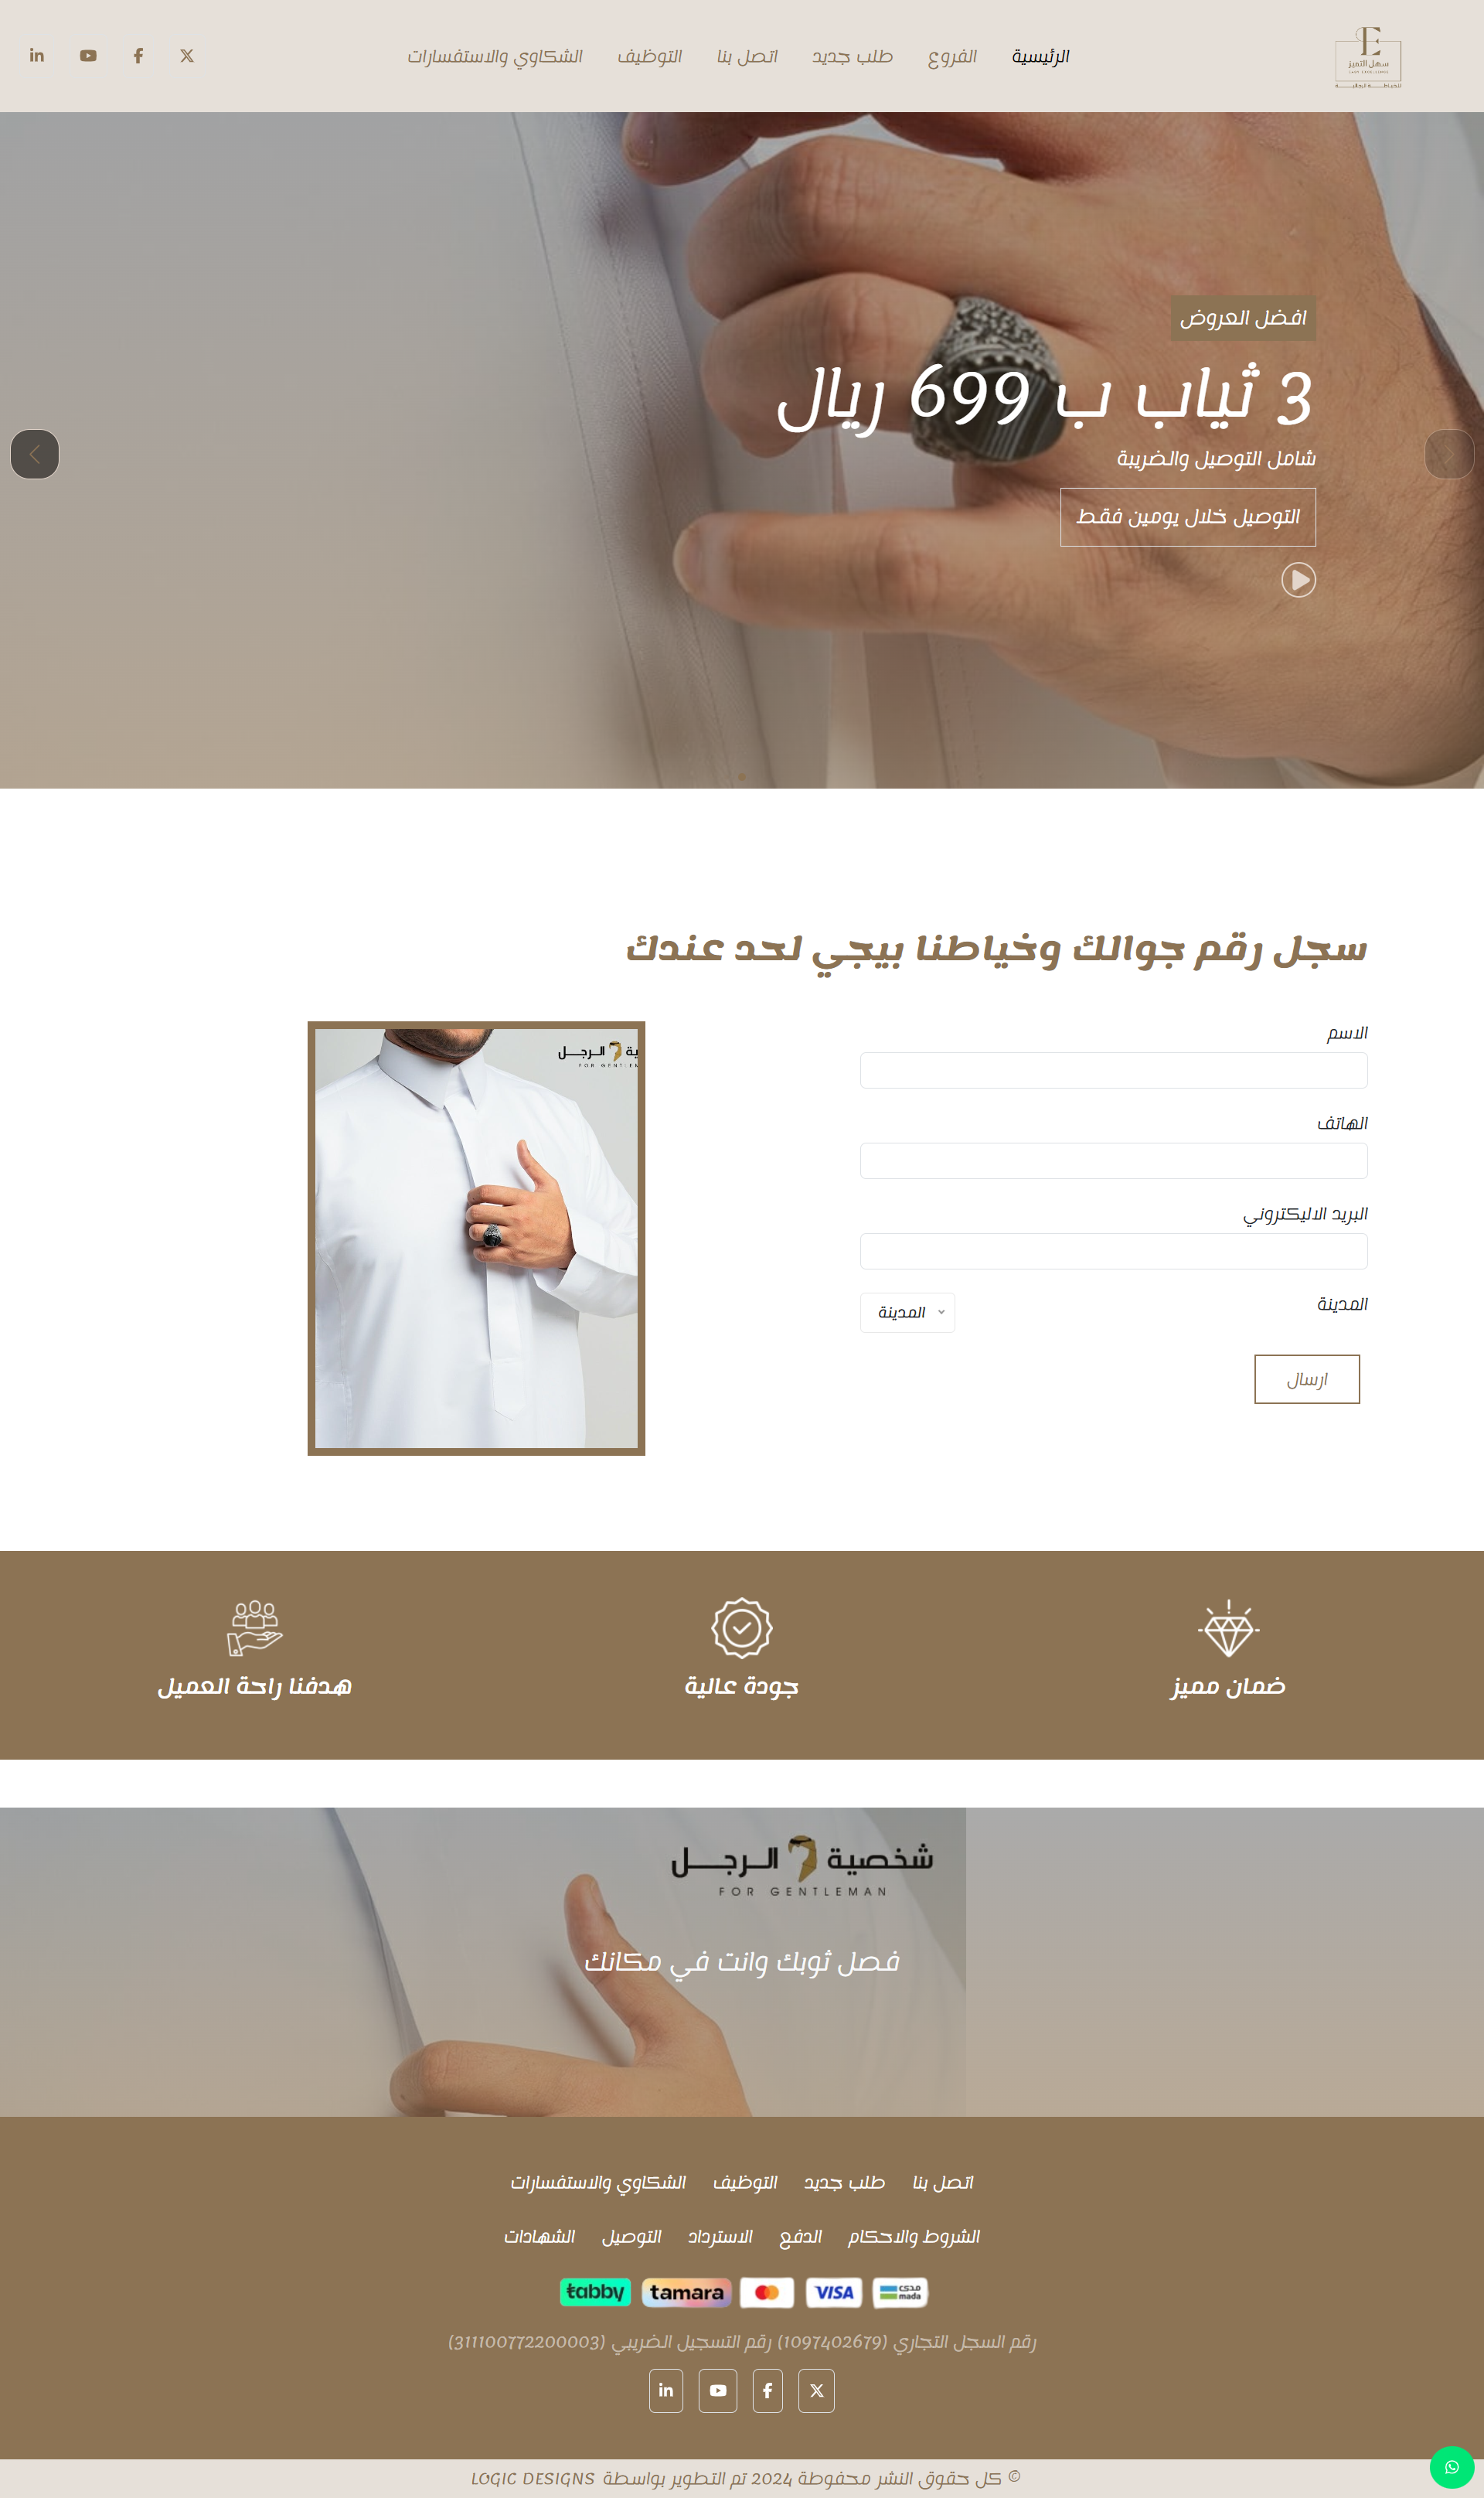 سهل التميز
للخياطة الرجالية
الرئيسية
الفروع
طلب جديد
اتصل بنا
التوظيف
الشكاوي والاستفسارات
افضل العروض
3 ثياب ب 699 ريال
شامل التوصيل والضريبة
التوصيل خلال يومين فقط
سجل رقم جوالك وخياطنا بيجي لحد عندك
الاسم
الهاتف
البريد الاليكتروني
المدينة
المدينة
ارسال
الرجل
FOR GENTLEM
ضمان مميز
جودة عالية
هدفنا راحة العميل
شخصية الرجل
FOR GENTLEMAN
فصل ثوبك وانت في مكانك
اتصل بنا
طلب جديد
التوظيف
الشكاوي والاستفسارات
الشروط والاحكام
الدفع
الاسترداد
التوصيل
الشهادات
مدى mada
VISA
tamara
tabby
رقم السجل التجاري (1097402679) رقم التسجيل الضريبي (311100772200003)
© كل حقوق النشر محفوظة 2024 تم التطوير بواسطة LOGIC DESIGNS